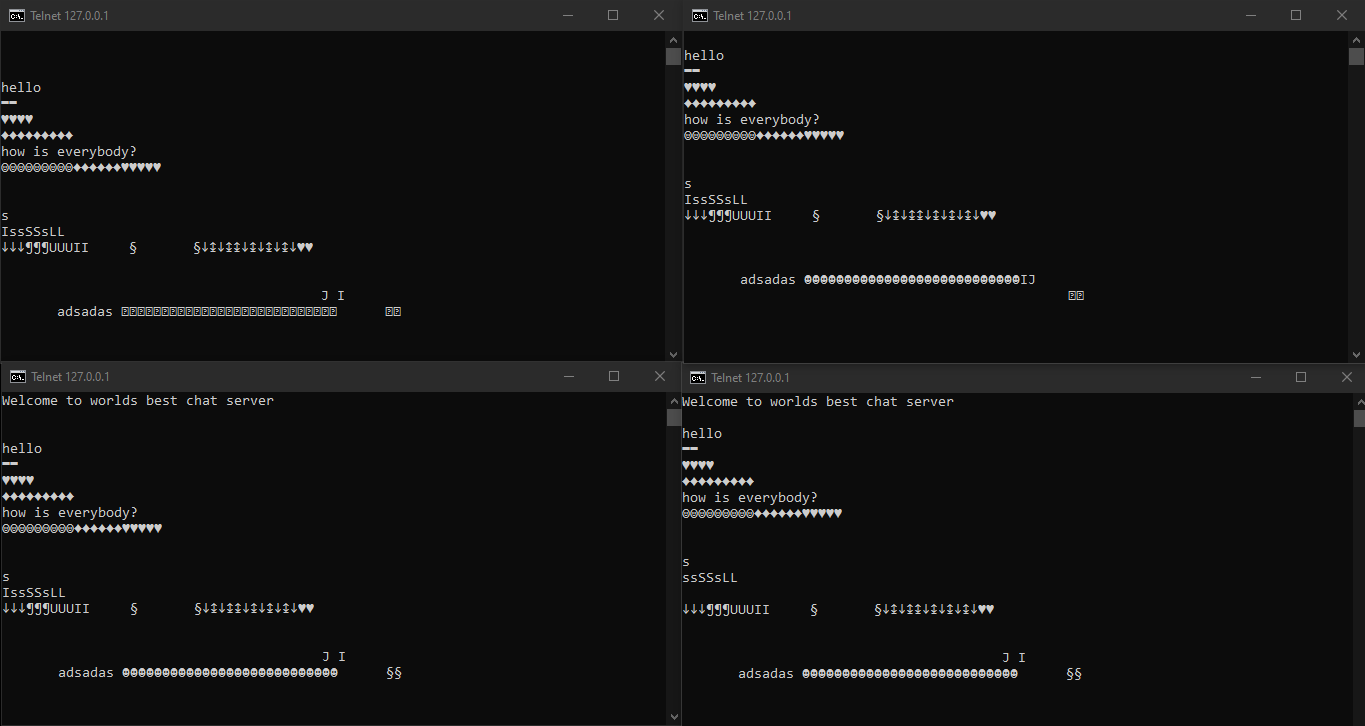 Telnet 127.0.0.1
hello
══
♥♥♥♥
♦♦♦♦♦♦♦♦♦
how is everybody?
☺☺☺☺☺☺☺☺☺♦♦♦♦♦♦♥♥♥♥♥
s
IssSSsLL
↓↓↓¶¶¶UUUII     §       §↓↨↓↨↨↓↨↓↨↓↨↓♥♥
J I
adsadas       ⍰⍰
Telnet 127.0.0.1
hello
══
♥♥♥♥
♦♦♦♦♦♦♦♦♦
how is everybody?
☺☺☺☺☺☺☺☺☺♦♦♦♦♦♦♥♥♥♥♥
s
IssSSsLL
↓↓↓¶¶¶UUUII     §       §↓↨↓↨↨↓↨↓↨↓↨↓♥♥
adsadas ☻☻☻☻☻☻☻☻☻☻☻☻☻☻☻☻☻☻☻☻☻☻☻☻☻☻☻IJ
⍰⍰
Telnet 127.0.0.1
Welcome to worlds best chat server
hello
══
♥♥♥♥
♦♦♦♦♦♦♦♦♦
how is everybody?
☺☺☺☺☺☺☺☺☺♦♦♦♦♦♦♥♥♥♥♥
s
IssSSsLL
↓↓↓¶¶¶UUUII     §       §↓↨↓↨↨↓↨↓↨↓↨↓♥♥
J I
adsadas ☻☻☻☻☻☻☻☻☻☻☻☻☻☻☻☻☻☻☻☻☻☻☻☻☻☻☻      §§
Telnet 127.0.0.1
Welcome to worlds best chat server
hello
══
♥♥♥♥
♦♦♦♦♦♦♦♦♦
how is everybody?
☺☺☺☺☺☺☺☺☺♦♦♦♦♦♦♥♥♥♥♥
s
ssSSsLL
↓↓↓¶¶¶UUUII     §       §↓↨↓↨↨↓↨↓↨↓↨↓♥♥
J I
adsadas ☻☻☻☻☻☻☻☻☻☻☻☻☻☻☻☻☻☻☻☻☻☻☻☻☻☻☻      §§